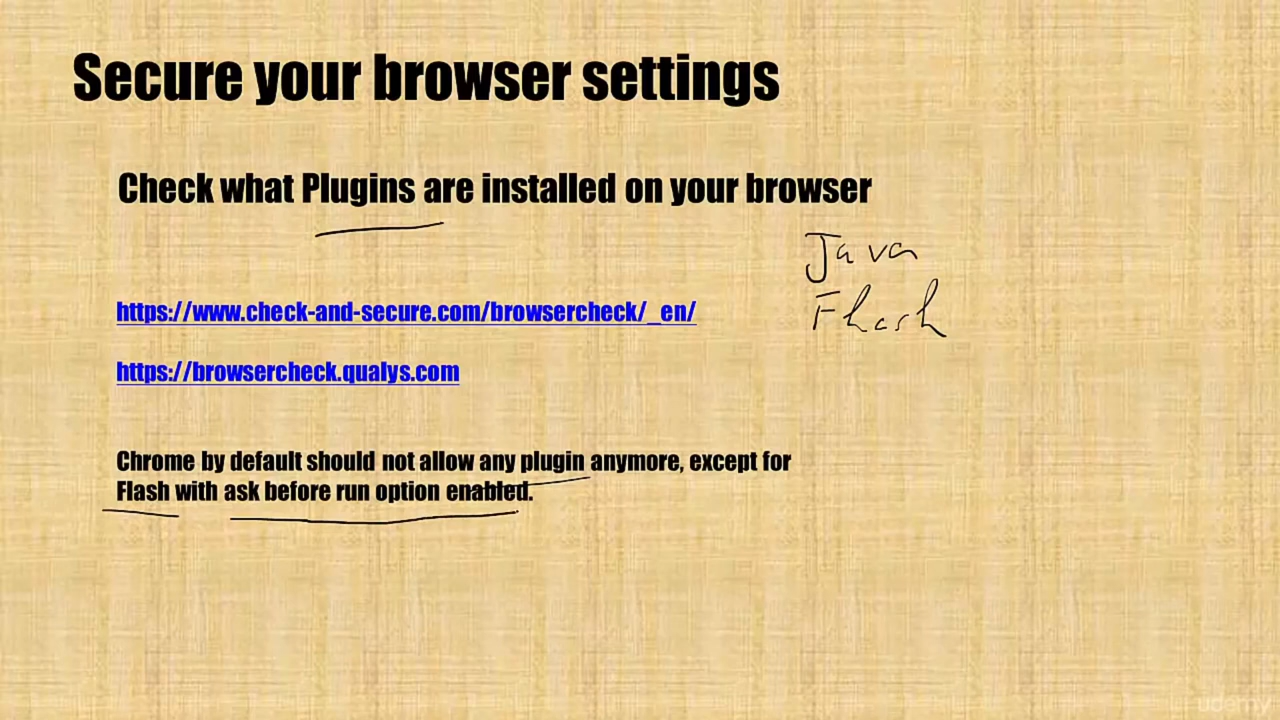 Secure your browser settings
Check what Plugins are installed on your browser
Java
https://www.check-and-secure.com/browsercheck/_en/
Flash
https://browsercheck.qualys.com
Chrome by default should not allow any plugin anymore, except for
Flash with ask before run option enabled.
udemy